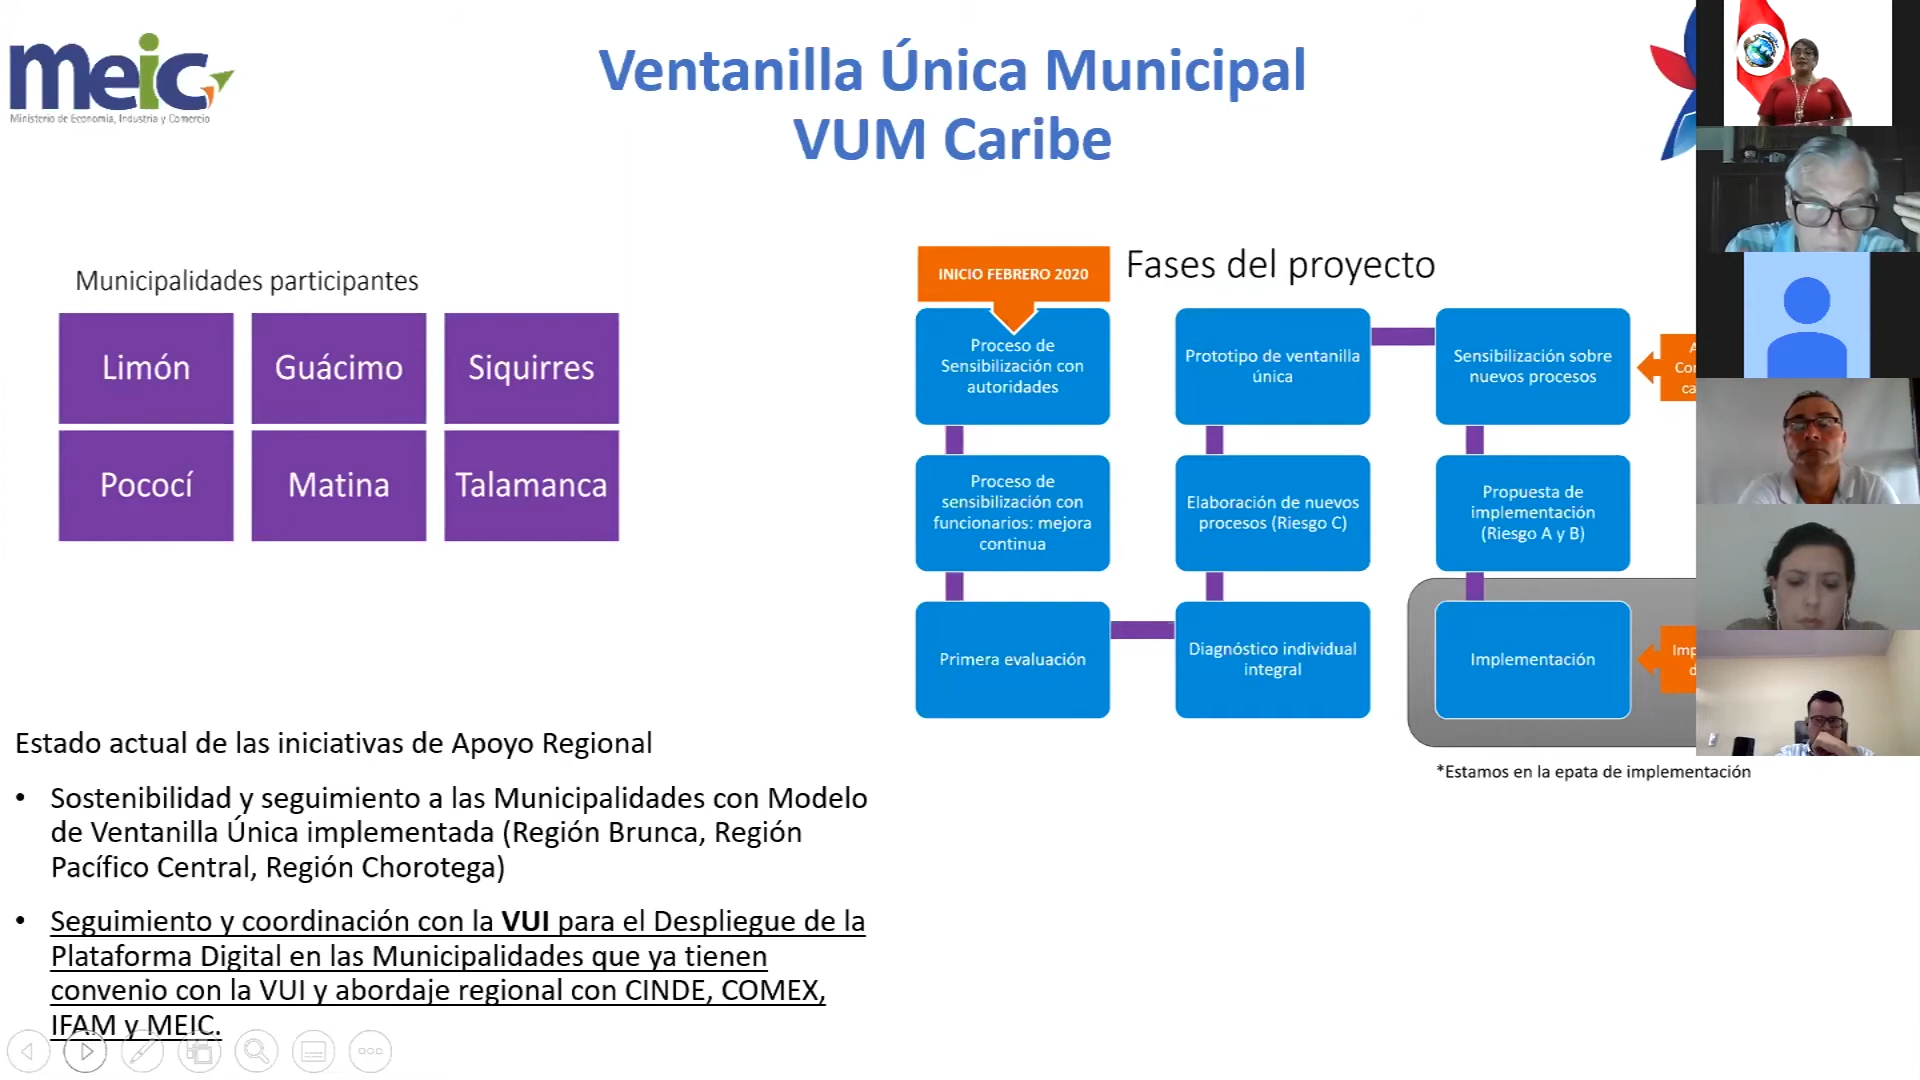 meic
Ministerio de Economía, Industria y Comercio
Ventanilla Única Municipal
VUM Caribe
Municipalidades participantes
Limón
Guácimo
Siquirres
Pococí
Matina
Talamanca
INICIO FEBRERO 2020
Fases del proyecto
Proceso de
Sensibilización con
autoridades
Proceso de
sensibilización con
funcionarios: mejora
continua
Primera evaluación
Diagnóstico individual
integral
Elaboración de nuevos
procesos (Riesgo C)
Prototipo de ventanilla
única
Sensibilización sobre
nuevos procesos
Propuesta de
implementación
(Riesgo A y B)
Implementación
*Estamos en la epata de implementación
Estado actual de las iniciativas de Apoyo Regional
• Sostenibilidad y seguimiento a las Municipalidades con Modelo
de Ventanilla Única implementada (Región Brunca, Región
Pacífico Central, Región Chorotega)
• Seguimiento y coordinación con la VUI para el Despliegue de la
Plataforma Digital en las Municipalidades que ya tienen
convenio con la VUI y abordaje regional con CINDE, COMEX,
IFAM y MEIC.